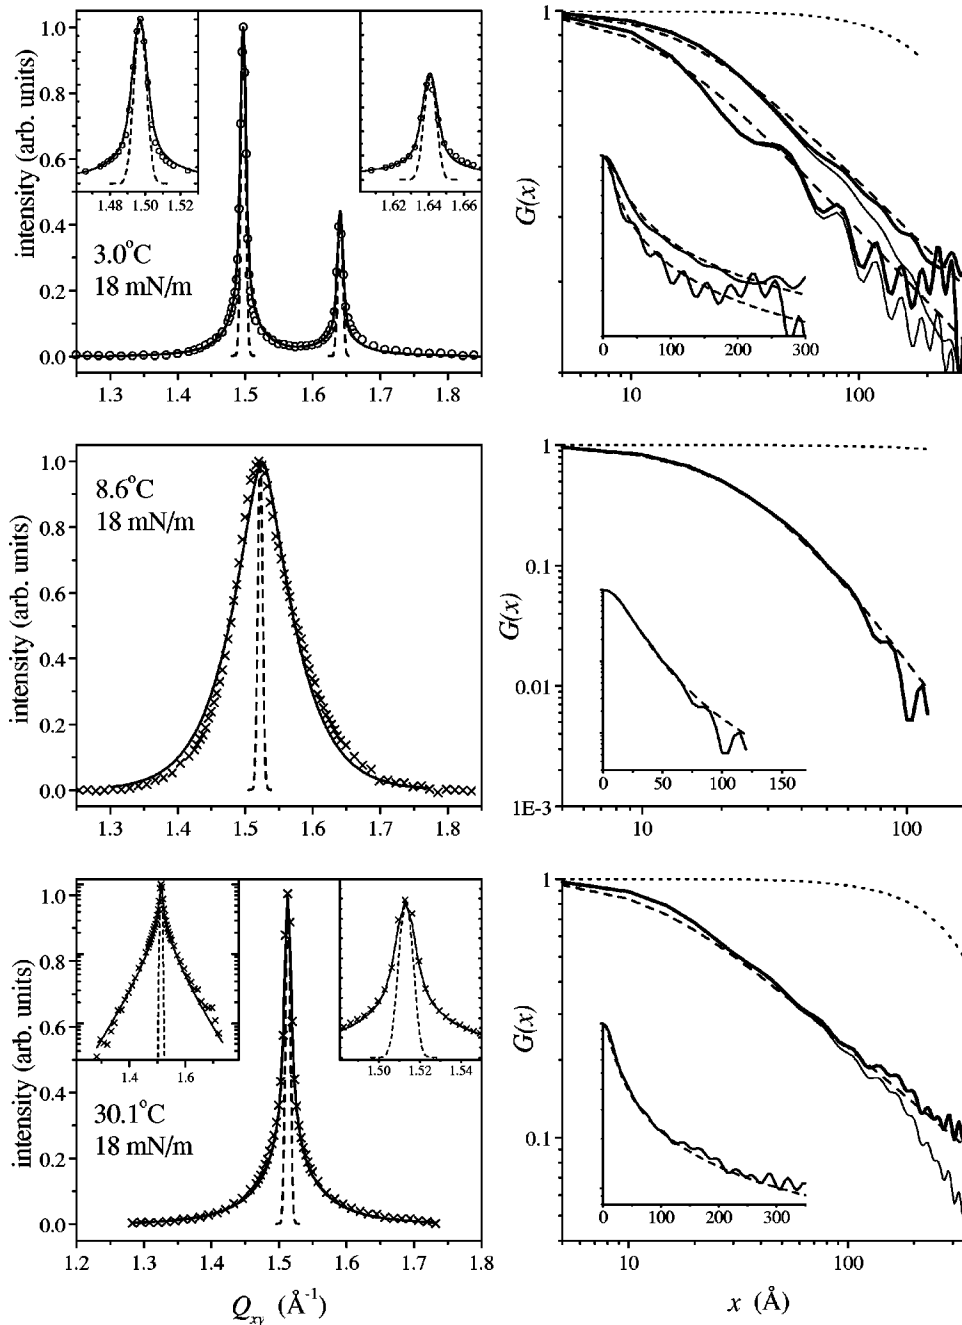 intensity (arb. units)
1.0
0.8
0.6
0.4
0.2
0.0
1.48 1.50 1.52
1.62 1.64 1.66
3.0°C
18 mN/m
1.3 1.4 1.5 1.6 1.7 1.8
G(x)
1
0 100 200 300
10 100
intensity (arb. units)
1.0
0.8
0.6
0.4
0.2
0.0
8.6°C
18 mN/m
1.3 1.4 1.5 1.6 1.7 1.8
G(x)
1
0.1
0.01
1E-3
0 50 100 150
10 100
intensity (arb. units)
1.0
0.8
0.6
0.4
0.2
0.0
1.4 1.6
1.50 1.52 1.54
30.1°C
18 mN/m
1.2 1.3 1.4 1.5 1.6 1.7 1.8
Qxy (Å-1)
G(x)
1
0.1
0 100 200 300
10 100
x (Å)